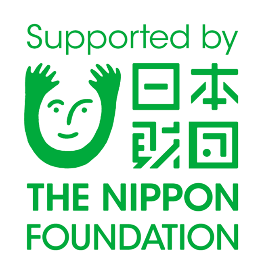 Supported by
日本
財団
THE NIPPON
FOUNDATION